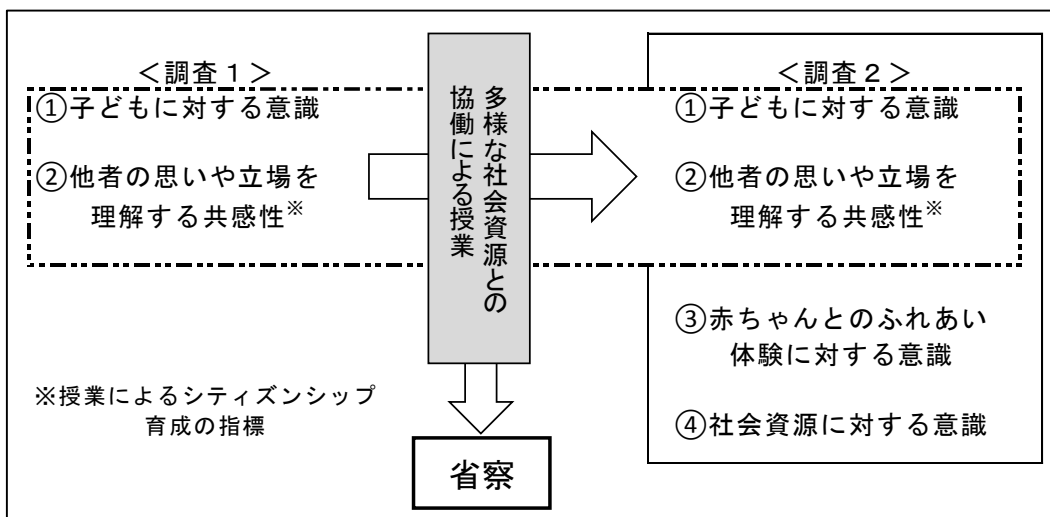 ＜調査１＞
①子どもに対する意識
②他者の思いや立場を
理解する共感性※
※授業によるシティズンシップ
育成の指標
多様な社会資源との
協働による授業
省察
＜調査２＞
①子どもに対する意識
②他者の思いや立場を
理解する共感性※
③赤ちゃんとのふれあい
体験に対する意識
④社会資源に対する意識